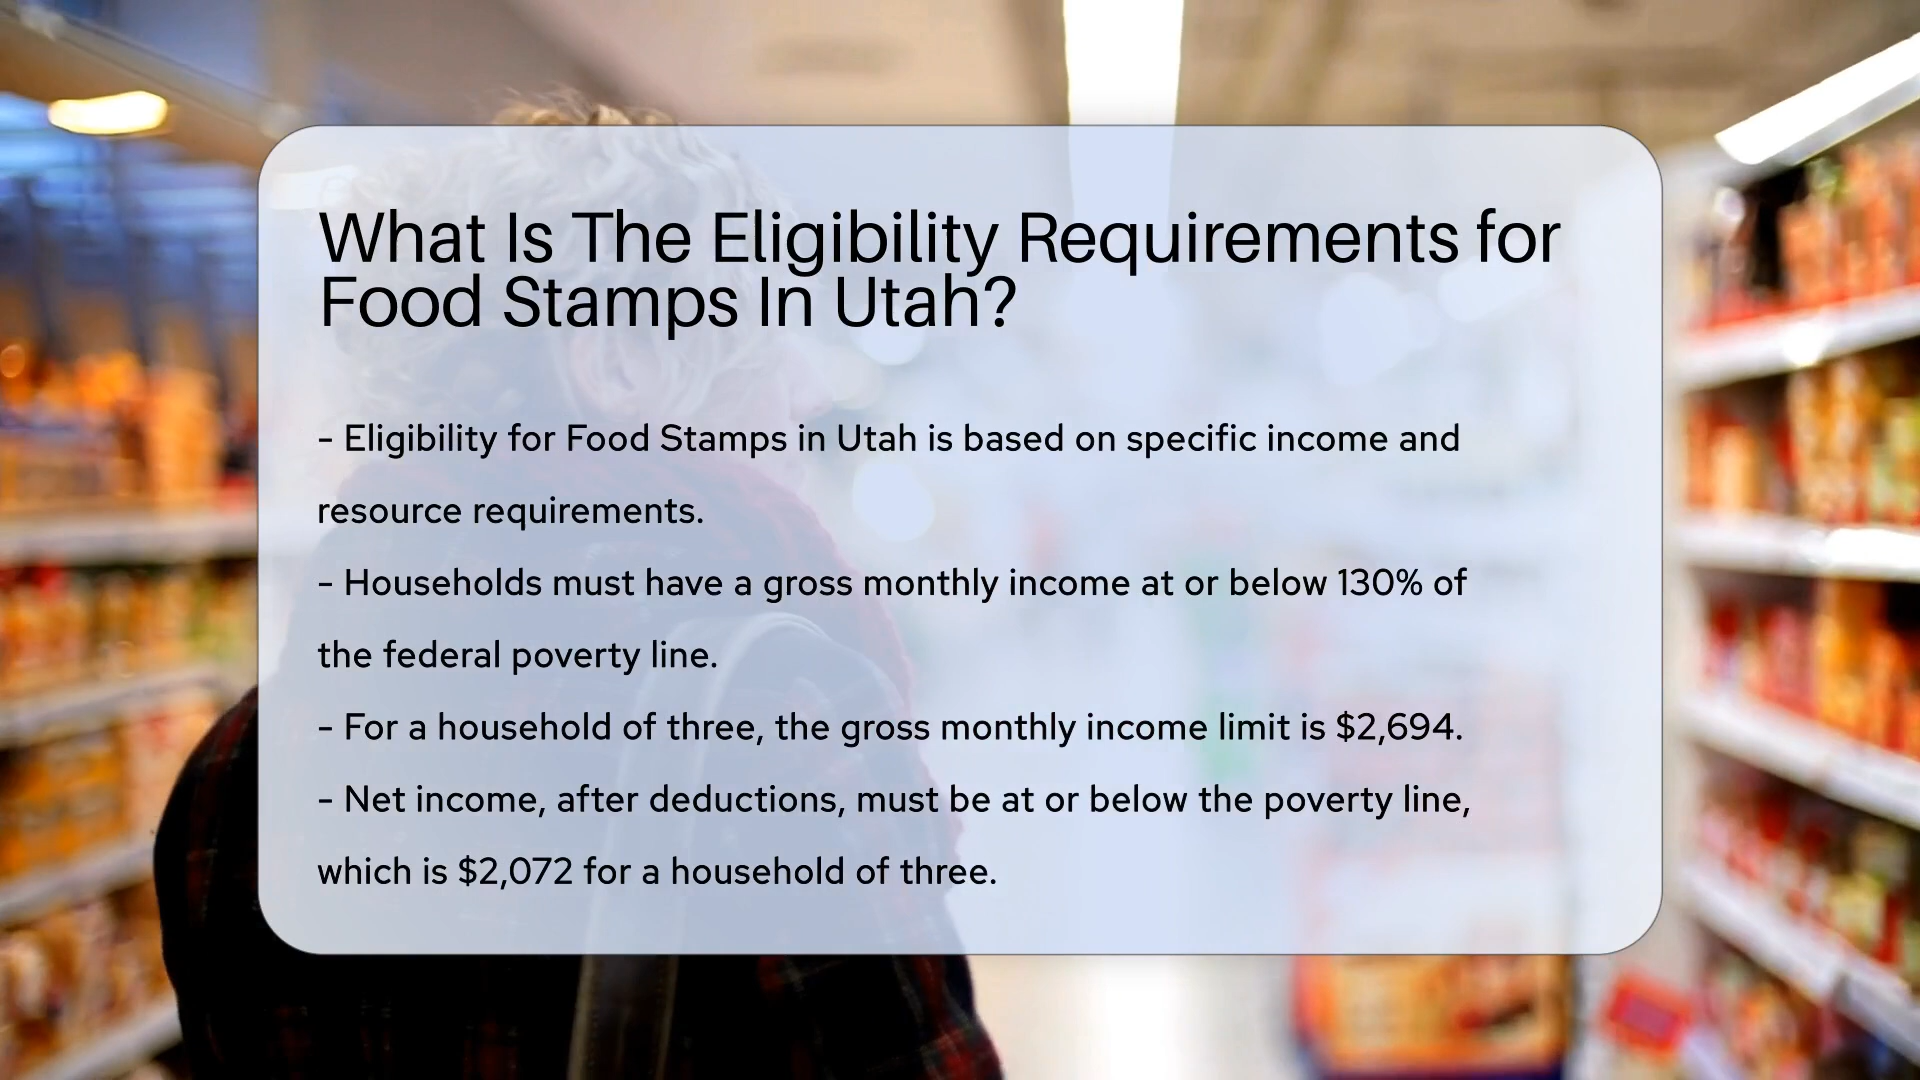 What Is The Eligibility Requirements for
Food Stamps In Utah?
- Eligibility for Food Stamps in Utah is based on specific income and
resource requirements.
- Households must have a gross monthly income at or below 130% of
the federal poverty line.
- For a household of three, the gross monthly income limit is $2,694.
- Net income, after deductions, must be at or below the poverty line,
which is $2,072 for a household of three.